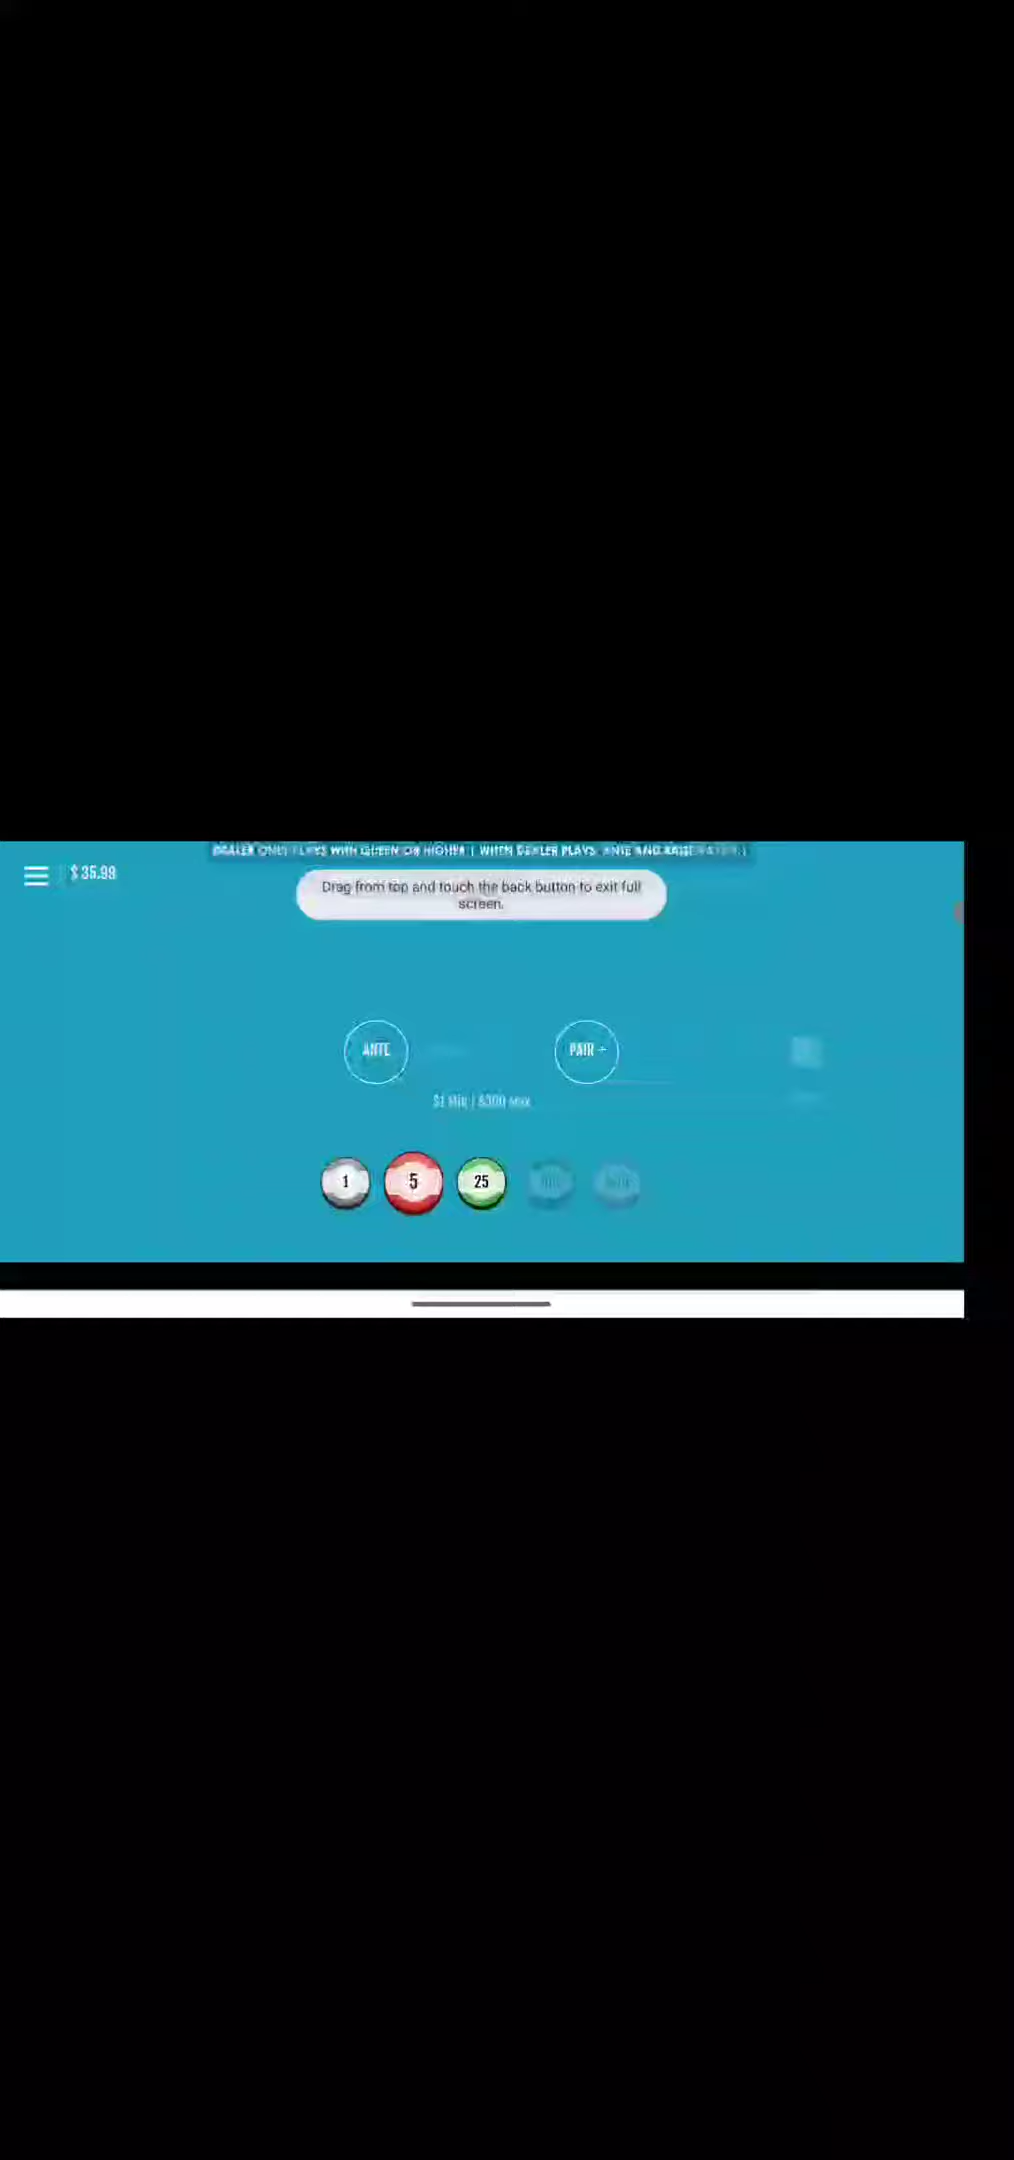 DEALER ONLY PLAYS WITH QUEEN OR HIGHER | WHEN DEALER PLAYS, ANTE AND RAISE
$ 35.99
Drag from top and touch the back button to exit full
screen.
ANTE
PAIR +
$1 Min | $300 Max
1
5
25